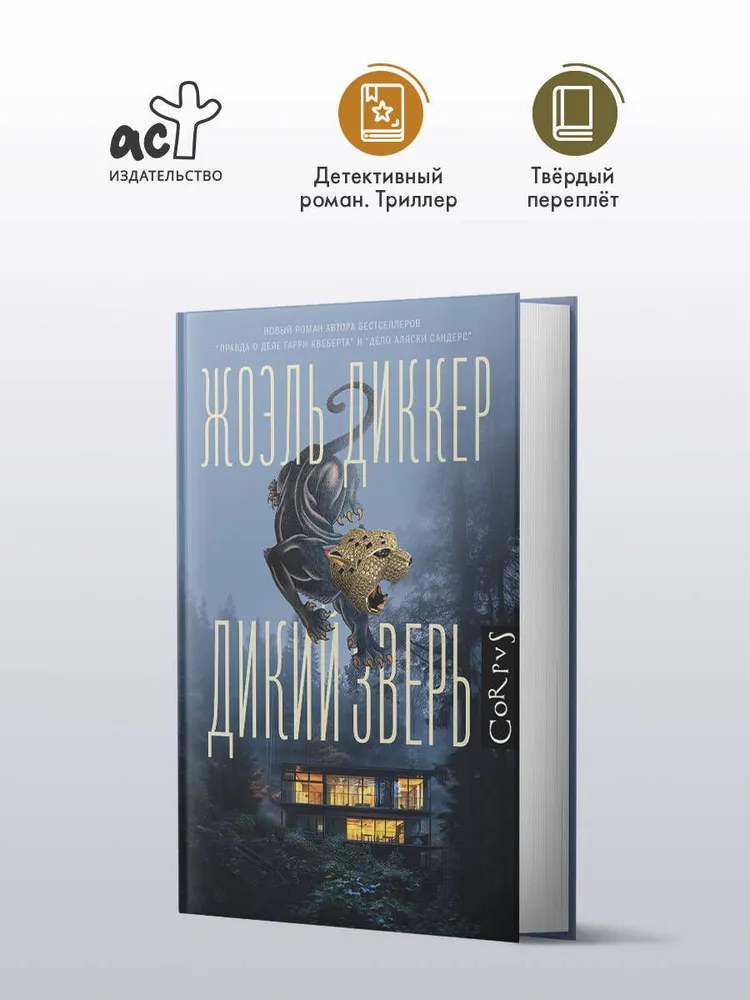 аст
ИЗДАТЕЛЬСТВО
Детективный
роман. Триллер
Твёрдый
переплёт
НОВЫЙ РОМАН АВТОРА БЕСТСЕЛЛЕРОВ
"ПРАВДА О ДЕЛЕ ГАРРИ КВЕБЕРТА" И "ДЕЛО АЛЯСКИ САНДЕРС"
ЖОЭЛЬ ДИККЕР
ДИКИЙ ЗВЕРЬ
CORPVS